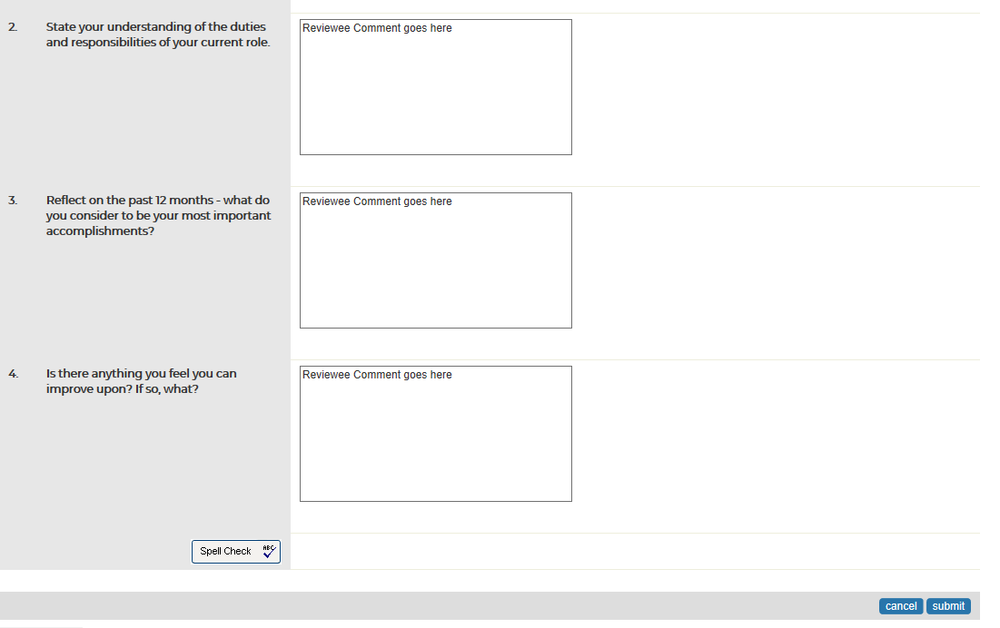 2. State your understanding of the duties
and responsibilities of your current role.
Reviewee Comment goes here
3. Reflect on the past 12 months - what do
you consider to be your most important
accomplishments?
Reviewee Comment goes here
4. Is there anything you feel you can
improve upon? If so, what?
Reviewee Comment goes here
Spell Check ABC
cancel submit